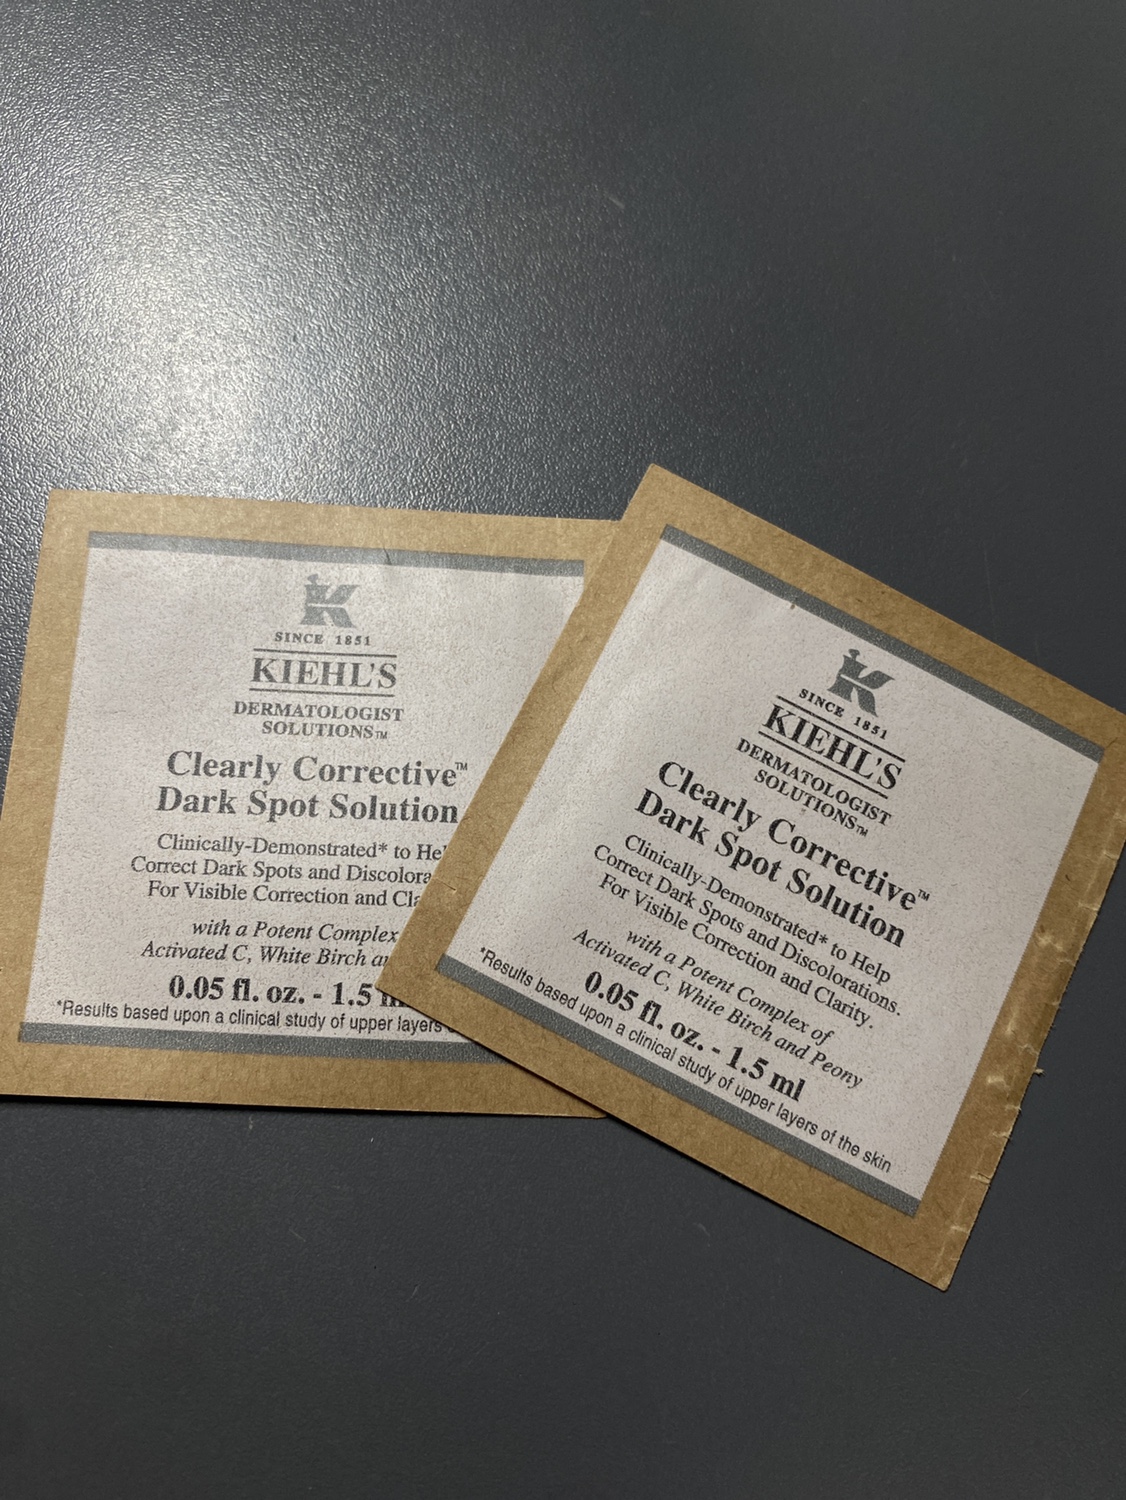 SINCE 1851
KIEHL'S
DERMATOLOGIST
SOLUTIONS™
Clearly Corrective™
Dark Spot Solution
Clinically-Demonstrated* to
Correct Dark Spots and
For Visible Correction and
with a Potent Complex
Activated C, White Birch
0.05 fl. oz. - 1.5
*Results based upon a clinical study of upper layers
K
SINCE 1851
KIEHL'S
DERMATOLOGIST
SOLUTIONS™
Clearly Corrective™
Dark Spot Solution
Clinically-Demonstrated* to Help
Correct Dark Spots and Discolorations.
For Visible Correction and Clarity.
with a Potent Complex of
Activated C, White Birch and Peony
0.05 fl. oz. - 1.5 ml
*Results based upon a clinical study of upper layers of the skin